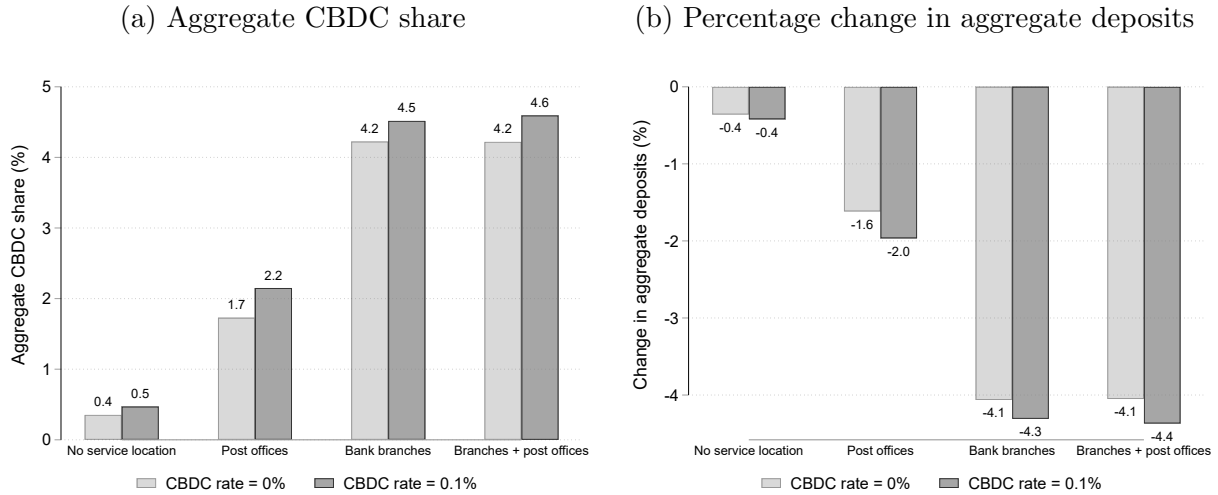 (a) Aggregate CBDC share
Aggregate CBDC share (%)
5
4
3
2
1
0
0.4
0.5
1.7
2.2
4.2
4.5
4.2
4.6
No service location
Post offices
Bank branches
Branches + post offices
CBDC rate = 0%
CBDC rate = 0.1%
(b) Percentage change in aggregate deposits
Change in aggregate deposits (%)
0
-1
-2
-3
-4
-0.4
-0.4
-1.6
-2.0
-4.1
-4.3
-4.1
-4.4
No service location
Post offices
Bank branches
Branches + post offices
CBDC rate = 0%
CBDC rate = 0.1%